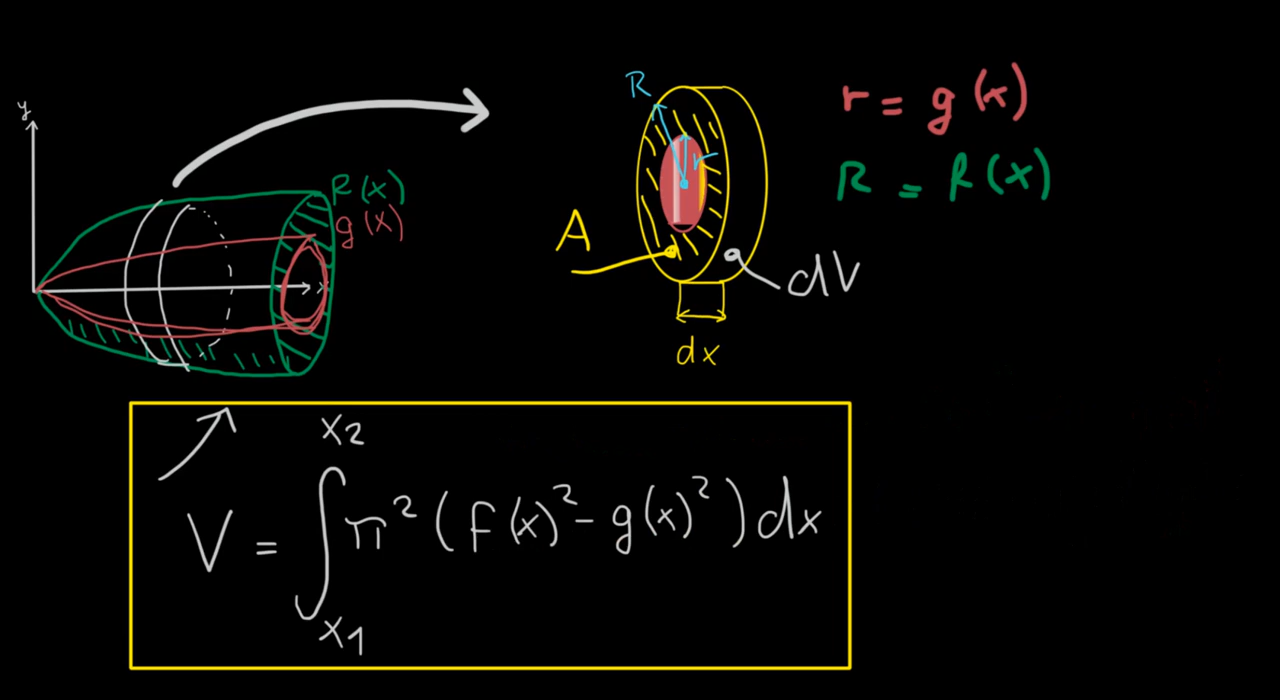 y
R(x)
g(x)
x
R
r
A
dV
dx
r = g(x)
R = f(x)
V = ∫ x₁ x₂ π² (f(x)² - g(x)²) dx